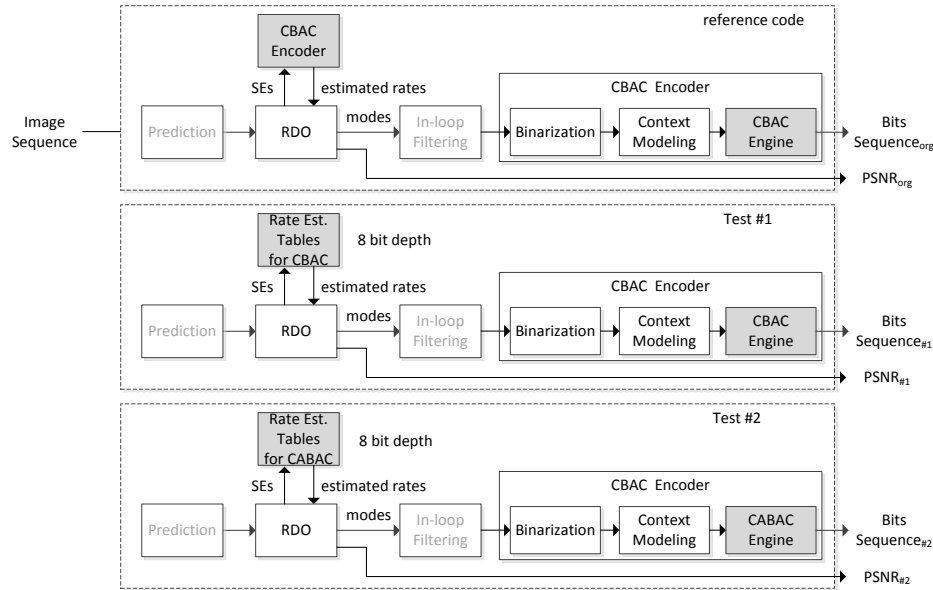 reference code
CBAC
Encoder
SEs
estimated rates
Image
Sequence
Prediction
RDO
modes
In-loop
Filtering
CBAC Encoder
Binarization
Context
Modeling
CBAC
Engine
Bits
Sequenceorg
PSNRorg
Test #1
Rate Est.
Tables
for CBAC
8 bit depth
SEs
estimated rates
Prediction
RDO
modes
In-loop
Filtering
CBAC Encoder
Binarization
Context
Modeling
CBAC
Engine
Bits
Sequence#1
PSNR#1
Test #2
Rate Est.
Tables
for CABAC
8 bit depth
SEs
estimated rates
Prediction
RDO
modes
In-loop
Filtering
CBAC Encoder
Binarization
Context
Modeling
CABAC
Engine
Bits
Sequence#2
PSNR#2